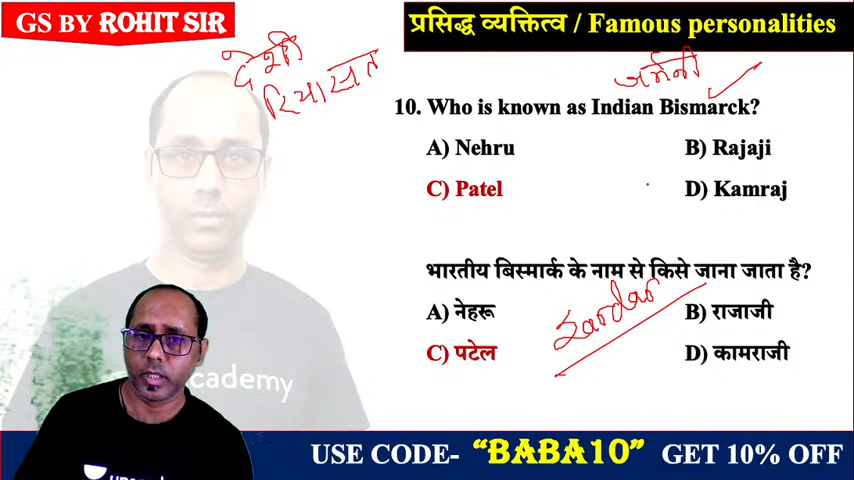 GS BY ROHIT SIR
प्रसिद्ध व्यक्तित्व / Famous personalities
देशी
रियासत
जर्मनी
10. Who is known as Indian Bismarck?
A) Nehru
B) Rajaji
C) Patel
D) Kamraj
भारतीय बिस्मार्क के नाम से किसे जाना जाता है?
Sardar
A) नेहरू
B) राजाजी
C) पटेल
D) कामराजी
academy
USE CODE- “BABA10” GET 10% OFF